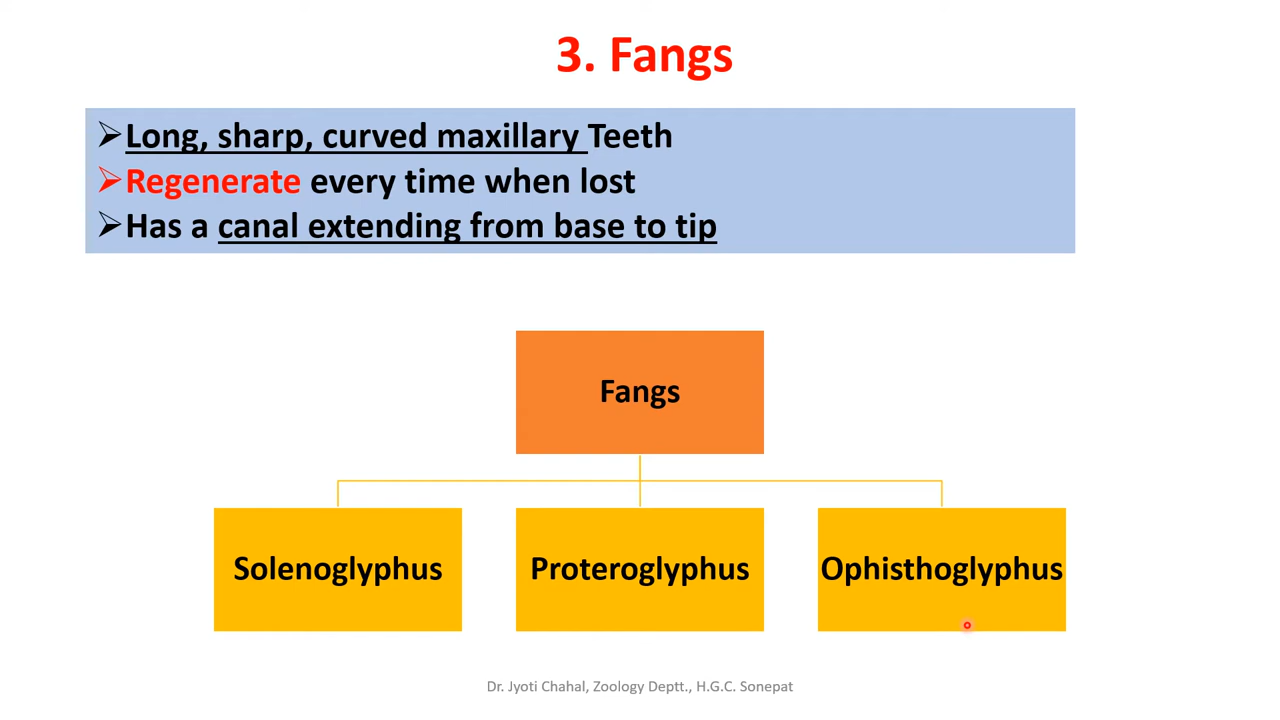 3. Fangs
➢Long, sharp, curved maxillary Teeth
➢Regenerate every time when lost
➢Has a canal extending from base to tip
Fangs
Solenoglyphus
Proteroglyphus
Ophisthoglyphus
Dr. Jyoti Chahal, Zoology Deptt., H.G.C. Sonepat